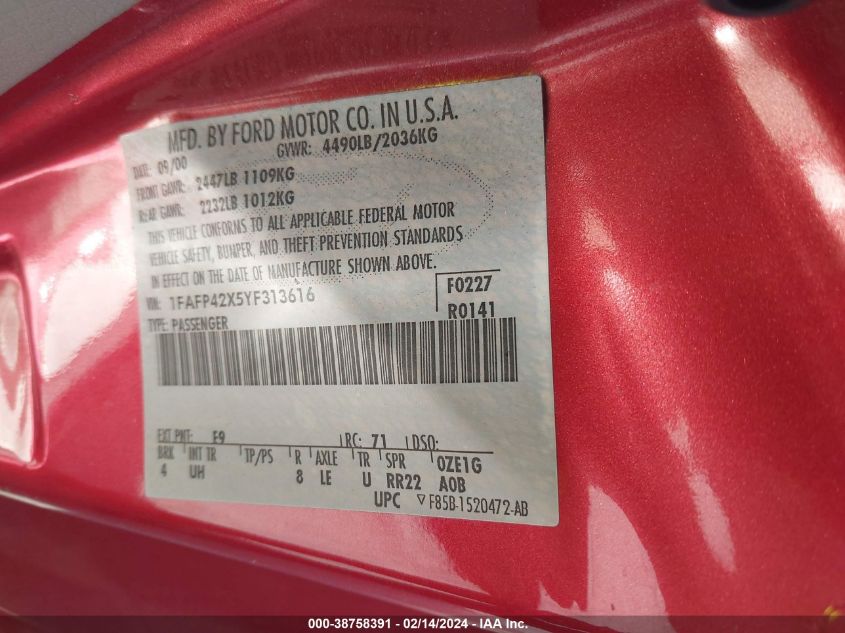 MFD. BY FORD MOTOR CO. IN U.S.A.
DATE: 09/00 GVWR: 4490LB/2036KG
FRONT GAWR: 2447LB 1109KG
REAR GAWR: 2232LB 1012KG
THIS VEHICLE CONFORMS TO ALL APPLICABLE FEDERAL MOTOR
VEHICLE SAFETY, BUMPER, AND THEFT PREVENTION STANDARDS
IN EFFECT ON THE DATE OF MANUFACTURE SHOWN ABOVE.
VIN: 1FAFP42X5YF313616 F0227
TYPE: PASSENGER R0141
EXT PNT: E9 RC: 71 DSO:
BRK INT TR TP/PS R AXLE TR SPR OZE1G
4 UH 8 LE U RR22 AOB
UPC ▽F85B-1520472-AB
000-38758391 - 02/14/2024 - IAAI Inc.